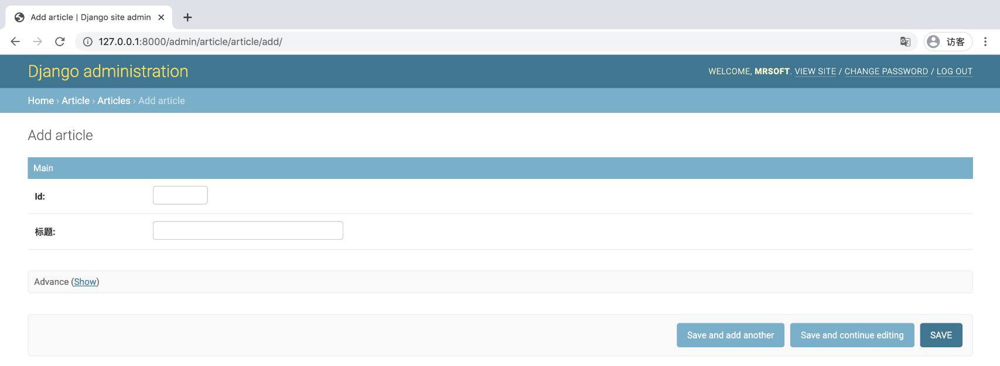 Add article | Django site admin
127.0.0.1:8000/admin/article/article/add/
访客
Django administration
WELCOME, MRSOFT. VIEW SITE / CHANGE PASSWORD / LOG OUT
Home › Article › Articles › Add article
Add article
Main
Id:
标题:
Advance (Show)
Save and add another
Save and continue editing
SAVE